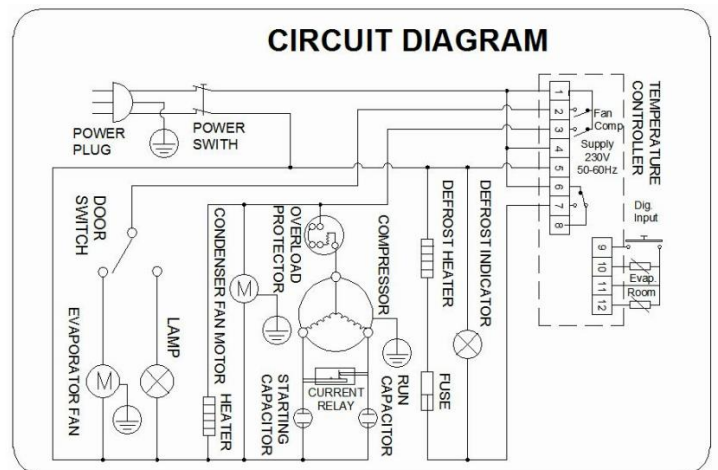 CIRCUIT DIAGRAM
POWER
PLUG
POWER
SWITH
TEMPERATURE
CONTROLLER
1
2
3
4
5
6
7
8
Fan
Comp
Supply
230V
50-60Hz
Dig.
Input
9
10
11
12
Evap.
Room
DOOR
SWITCH
EVAPORATOR FAN
M
LAMP
CONDENSER FAN MOTOR
M
HEATER
OVERLOAD
PROTECTOR
COMPRESSOR
STARTING
CAPACITOR
CURRENT
RELAY
RUN
CAPACITOR
DEFROST HEATER
FUSE
DEFROST INDICATOR